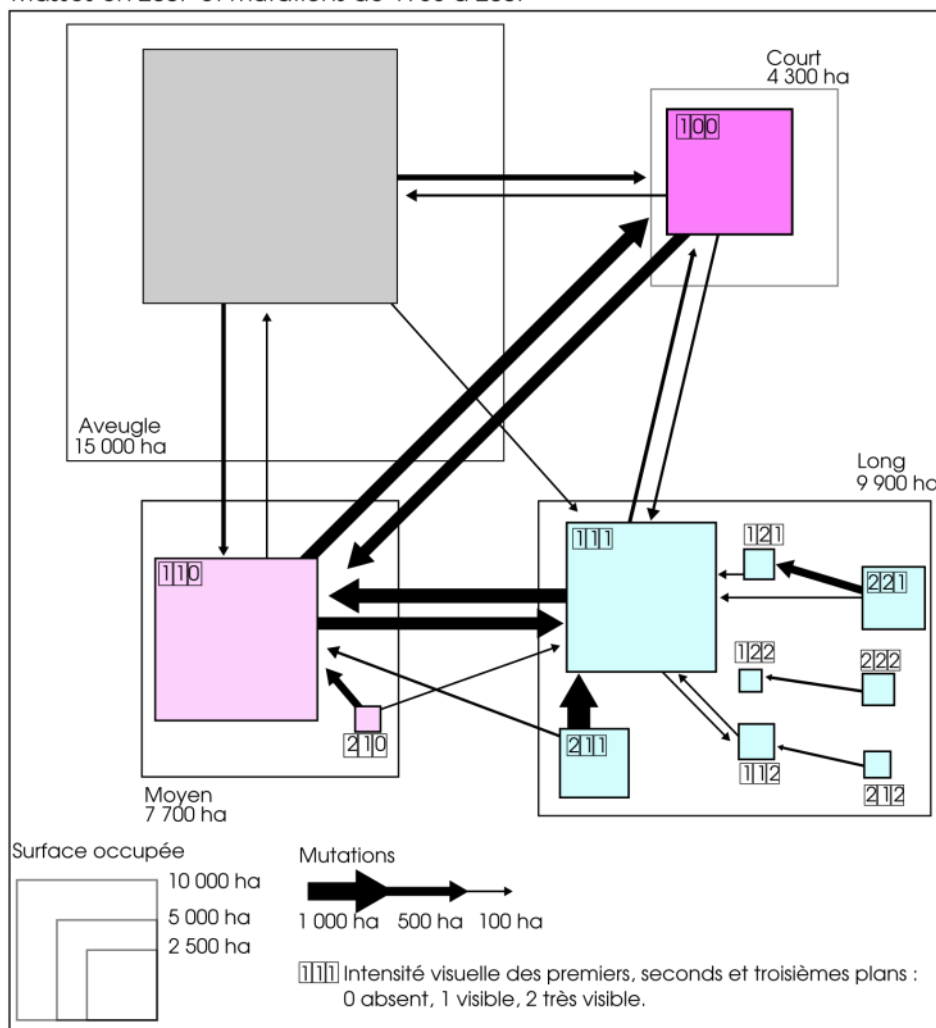 Court
4 300 ha
100
Aveugle
15 000 ha
Long
9 900 ha
110
111
121
221
122
222
210
211
112
212
Moyen
7 700 ha
Surface occupée
10 000 ha
5 000 ha
2 500 ha
Mutations
1 000 ha 500 ha 100 ha
111 Intensité visuelle des premiers, seconds et troisièmes plans :
0 absent, 1 visible, 2 très visible.